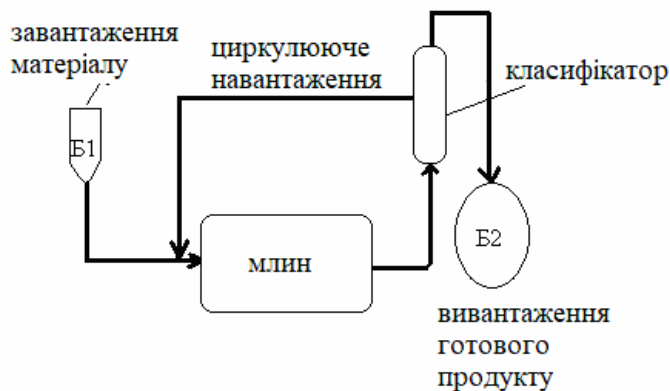 завантаження
матеріалу
циркулююче
навантаження
класифікатор
Б1
млин
Б2
вивантаження
готового
продукту